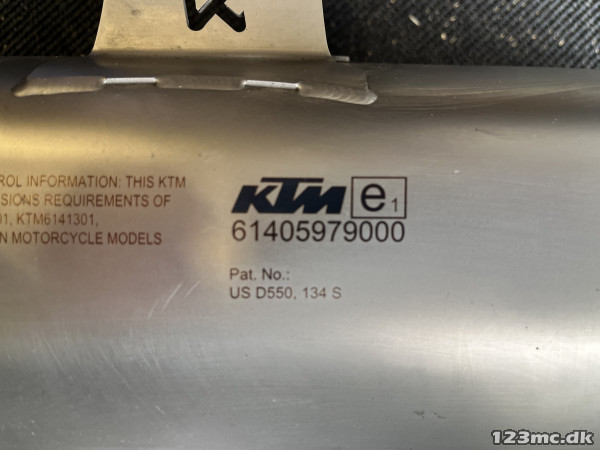 ROL INFORMATION: THIS KTM
SIONS REQUIREMENTS OF
01, KTM6141301,
N MOTORCYCLE MODELS
KTM e1
61405979000
Pat. No.:
US D550, 134 S
123mc.dk